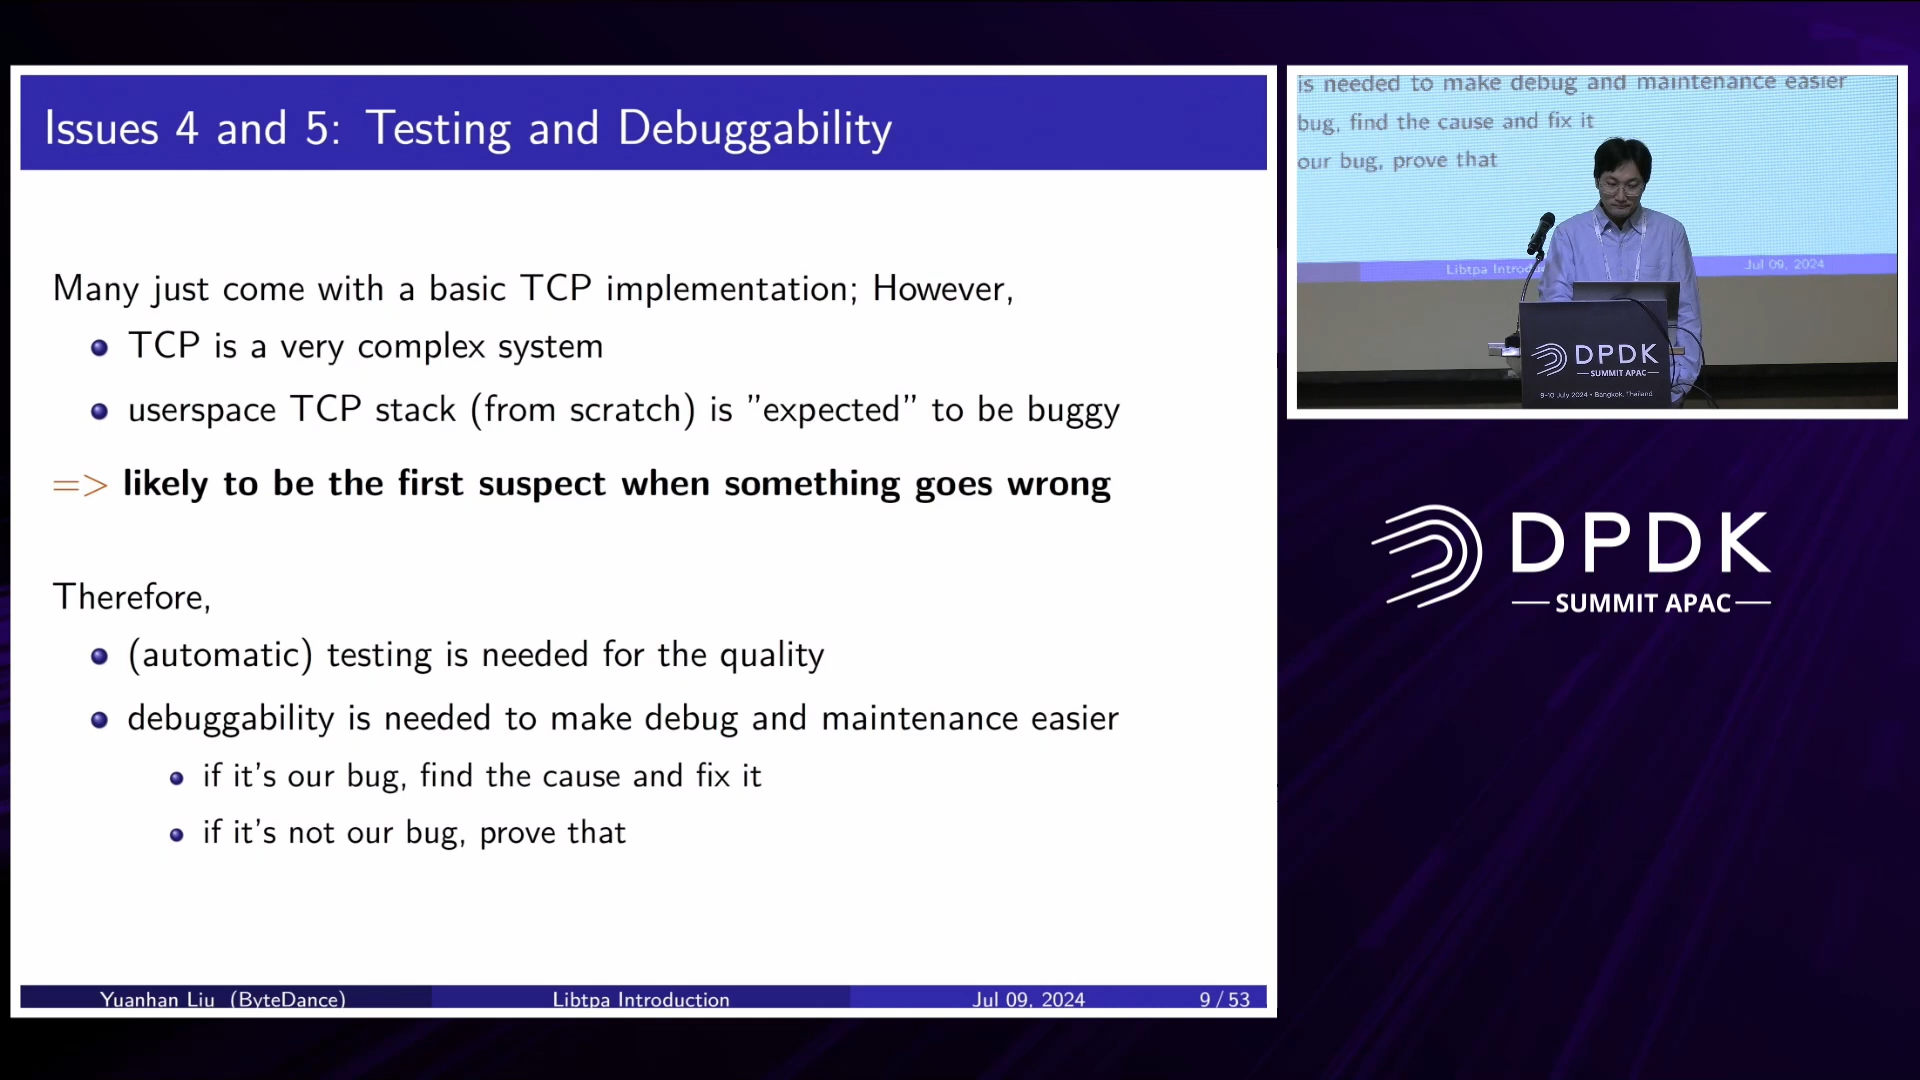 Issues 4 and 5: Testing and Debuggability
Many just come with a basic TCP implementation; However,
TCP is a very complex system
userspace TCP stack (from scratch) is "expected" to be buggy
=> likely to be the first suspect when something goes wrong
Therefore,
(automatic) testing is needed for the quality
debuggability is needed to make debug and maintenance easier
if it's our bug, find the cause and fix it
if it's not our bug, prove that
Yuanhan Liu (ByteDance) Libtpa Introduction Jul 09, 2024 9 / 53
is needed to make debug and maintenance easier
bug, find the cause and fix it
our bug, prove that
Libtpa Jul 09, 2024
DPDK
SUMMIT APAC
9-10 July 2024 • Bangkok, Thailand
DPDK
SUMMIT APAC